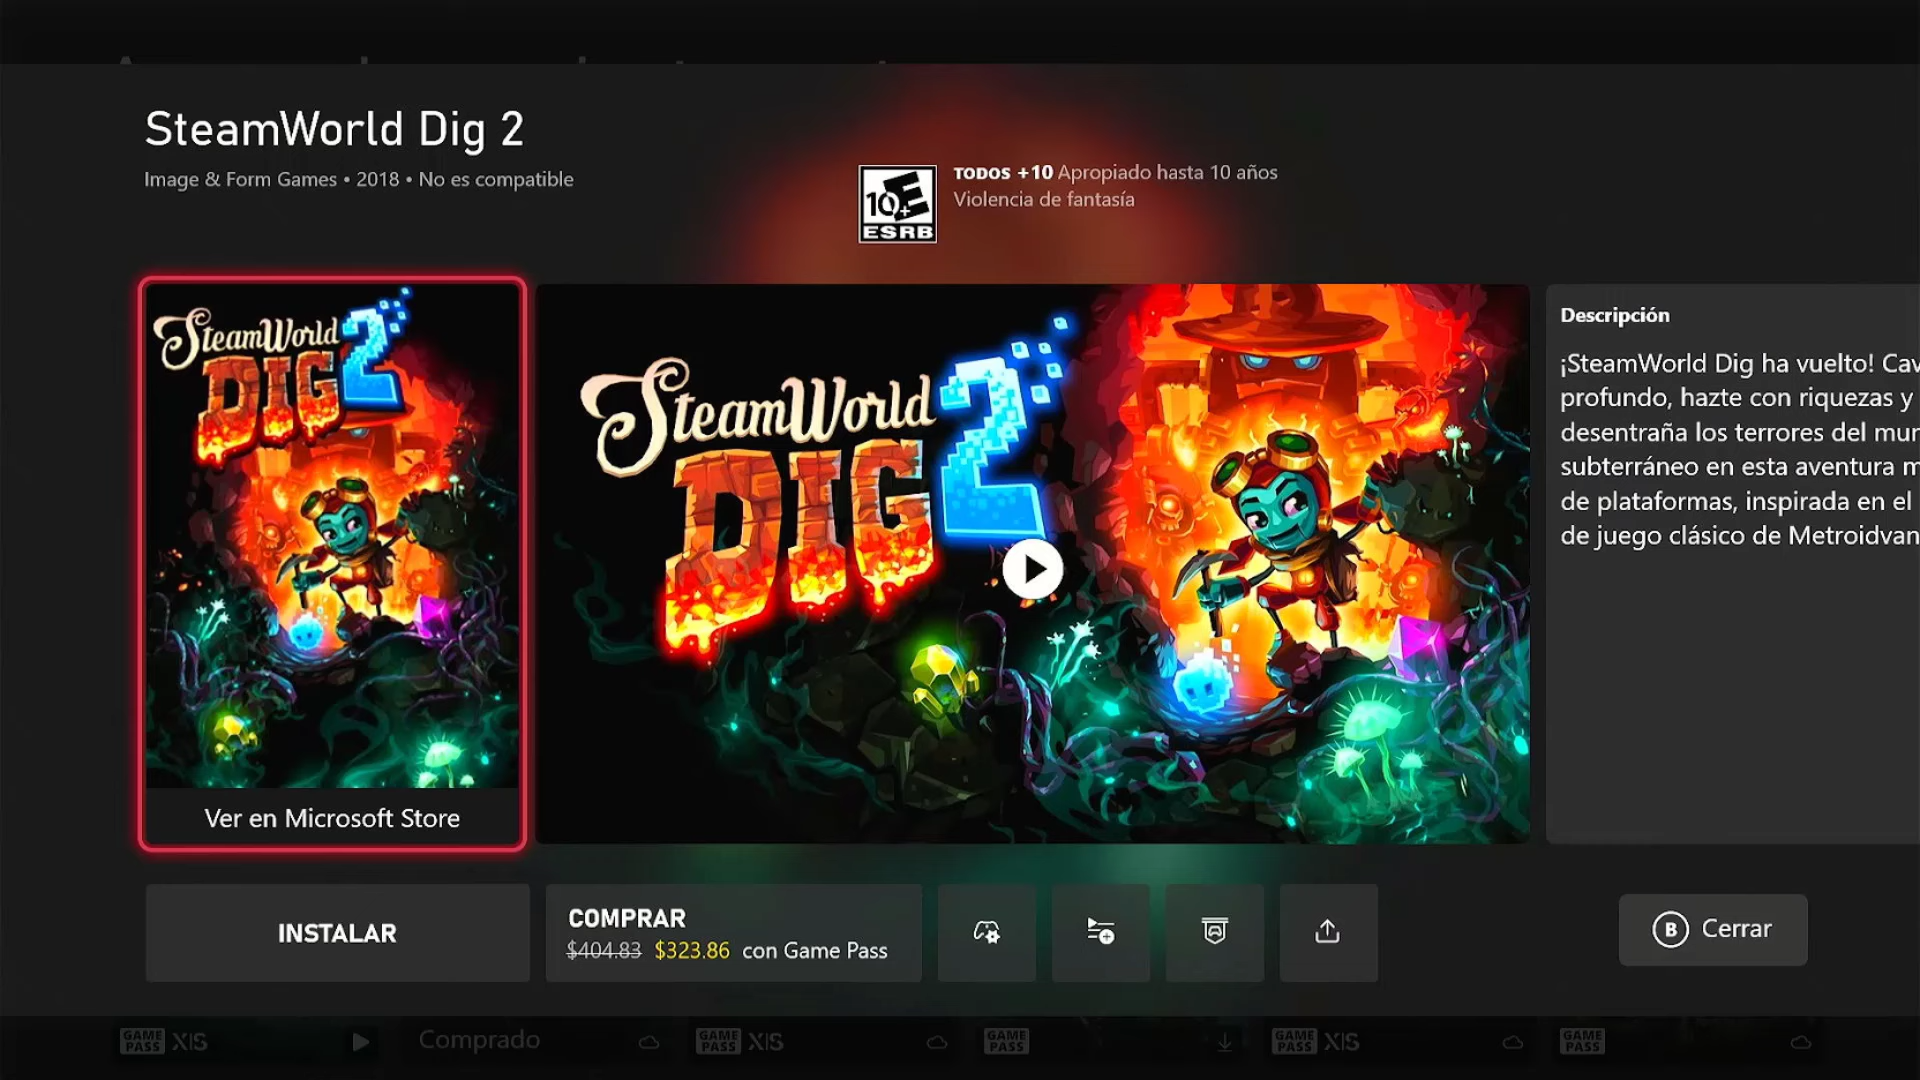 SteamWorld Dig 2
Image & Form Games • 2018 • No es compatible
10+ E
ESRB
TODOS +10 Apropiado hasta 10 años
Violencia de fantasía
SteamWorld
DIG 2
Ver en Microsoft Store
SteamWorld
DIG 2
Descripción
¡SteamWorld Dig ha vuelto! Cav
profundo, hazte con riquezas y
desentraña los terrores del mun
subterráneo en esta aventura m
de plataformas, inspirada en el
de juego clásico de Metroidvan
INSTALAR
COMPRAR
$404.83 $323.86 con Game Pass
B Cerrar
GAME PASS X|S
Comprado
GAME PASS X|S
GAME PASS
GAME PASS X|S
GAME PASS